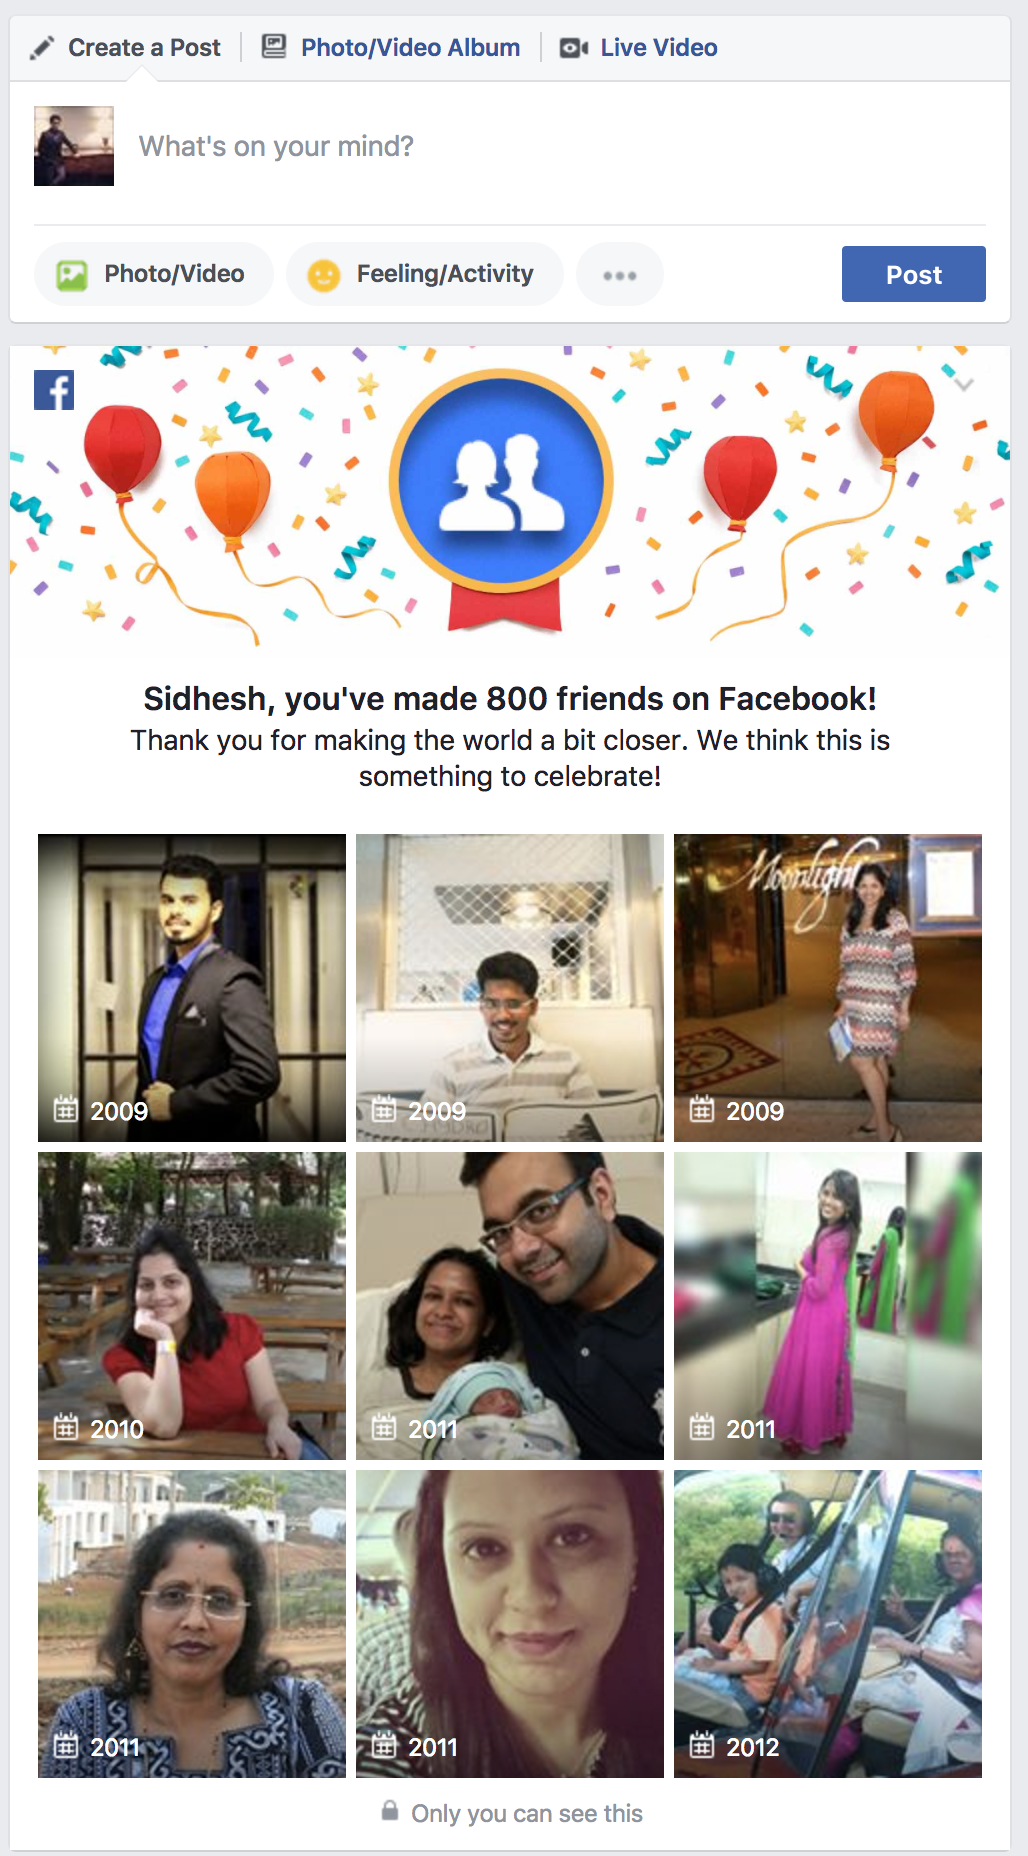 Create a Post
Photo/Video Album
Live Video
What's on your mind?
Photo/Video
Feeling/Activity
Post
f
Sidhesh, you've made 800 friends on Facebook!
Thank you for making the world a bit closer. We think this is
something to celebrate!
Moonlight
2009
2009
2009
2010
2011
2011
2011
2011
2012
Only you can see this